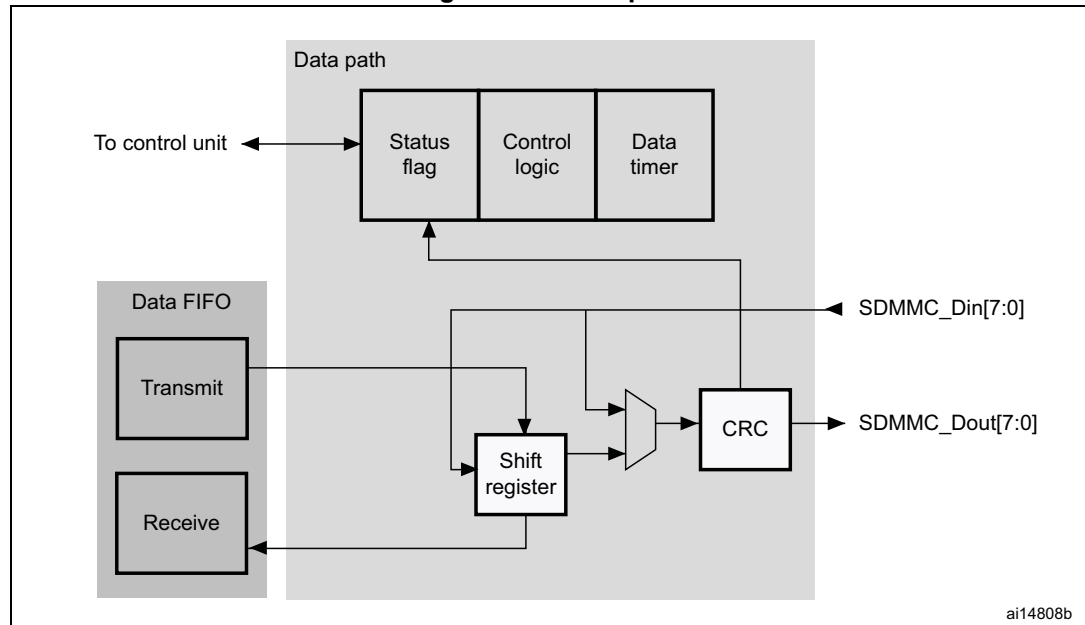 Data path
To control unit
Status
flag
Control
logic
Data
timer
Data FIFO
SDMMC_Din[7:0]
Transmit
CRC
SDMMC_Dout[7:0]
Shift
register
Receive
ai14808b